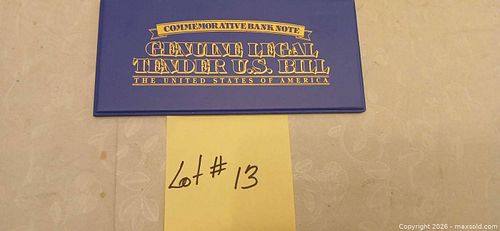 COMMEMORATIVE BANK NOTE
GENUINE LEGAL
TENDER U.S. BILL
THE UNITED STATES OF AMERICA
Lot # 13
Copyright 2026 - maxsold.com